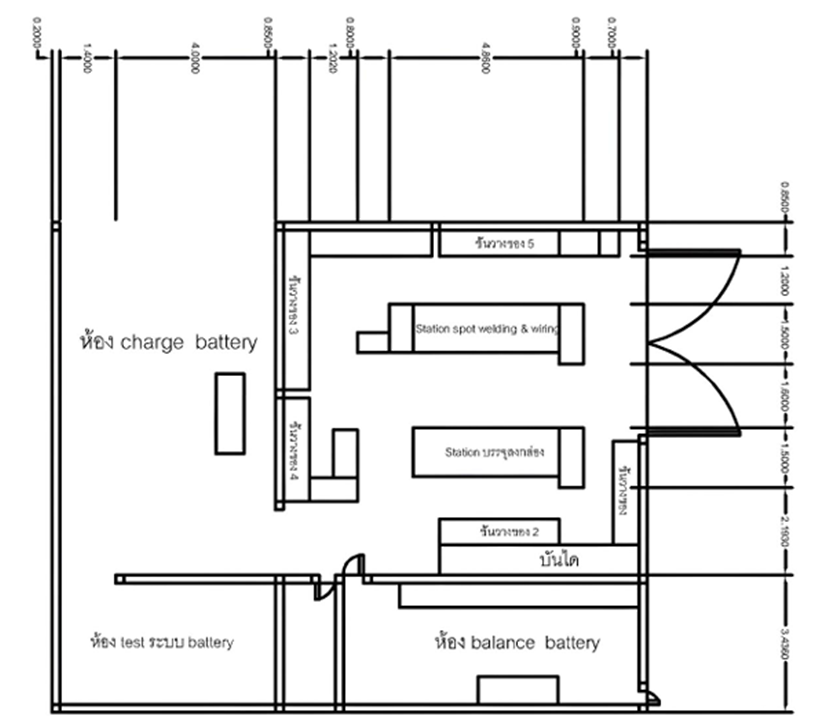 0.2000
1.4000
4.0000
0.8500
1.2020
0.8000
4.8600
0.9000
0.7000
0.8500
1.2000
1.5000
1.6000
1.5000
2.1930
3.4360
ชั้นวางของ 5
ชั้นวางของ 3
Station spot welding & wiring
ห้อง charge battery
ชั้นวางของ 4
Station บรรจุลงกล่อง
ชั้นวางของ
ชั้นวางของ 2
บันได
ห้อง test ระบบ battery
ห้อง balance battery